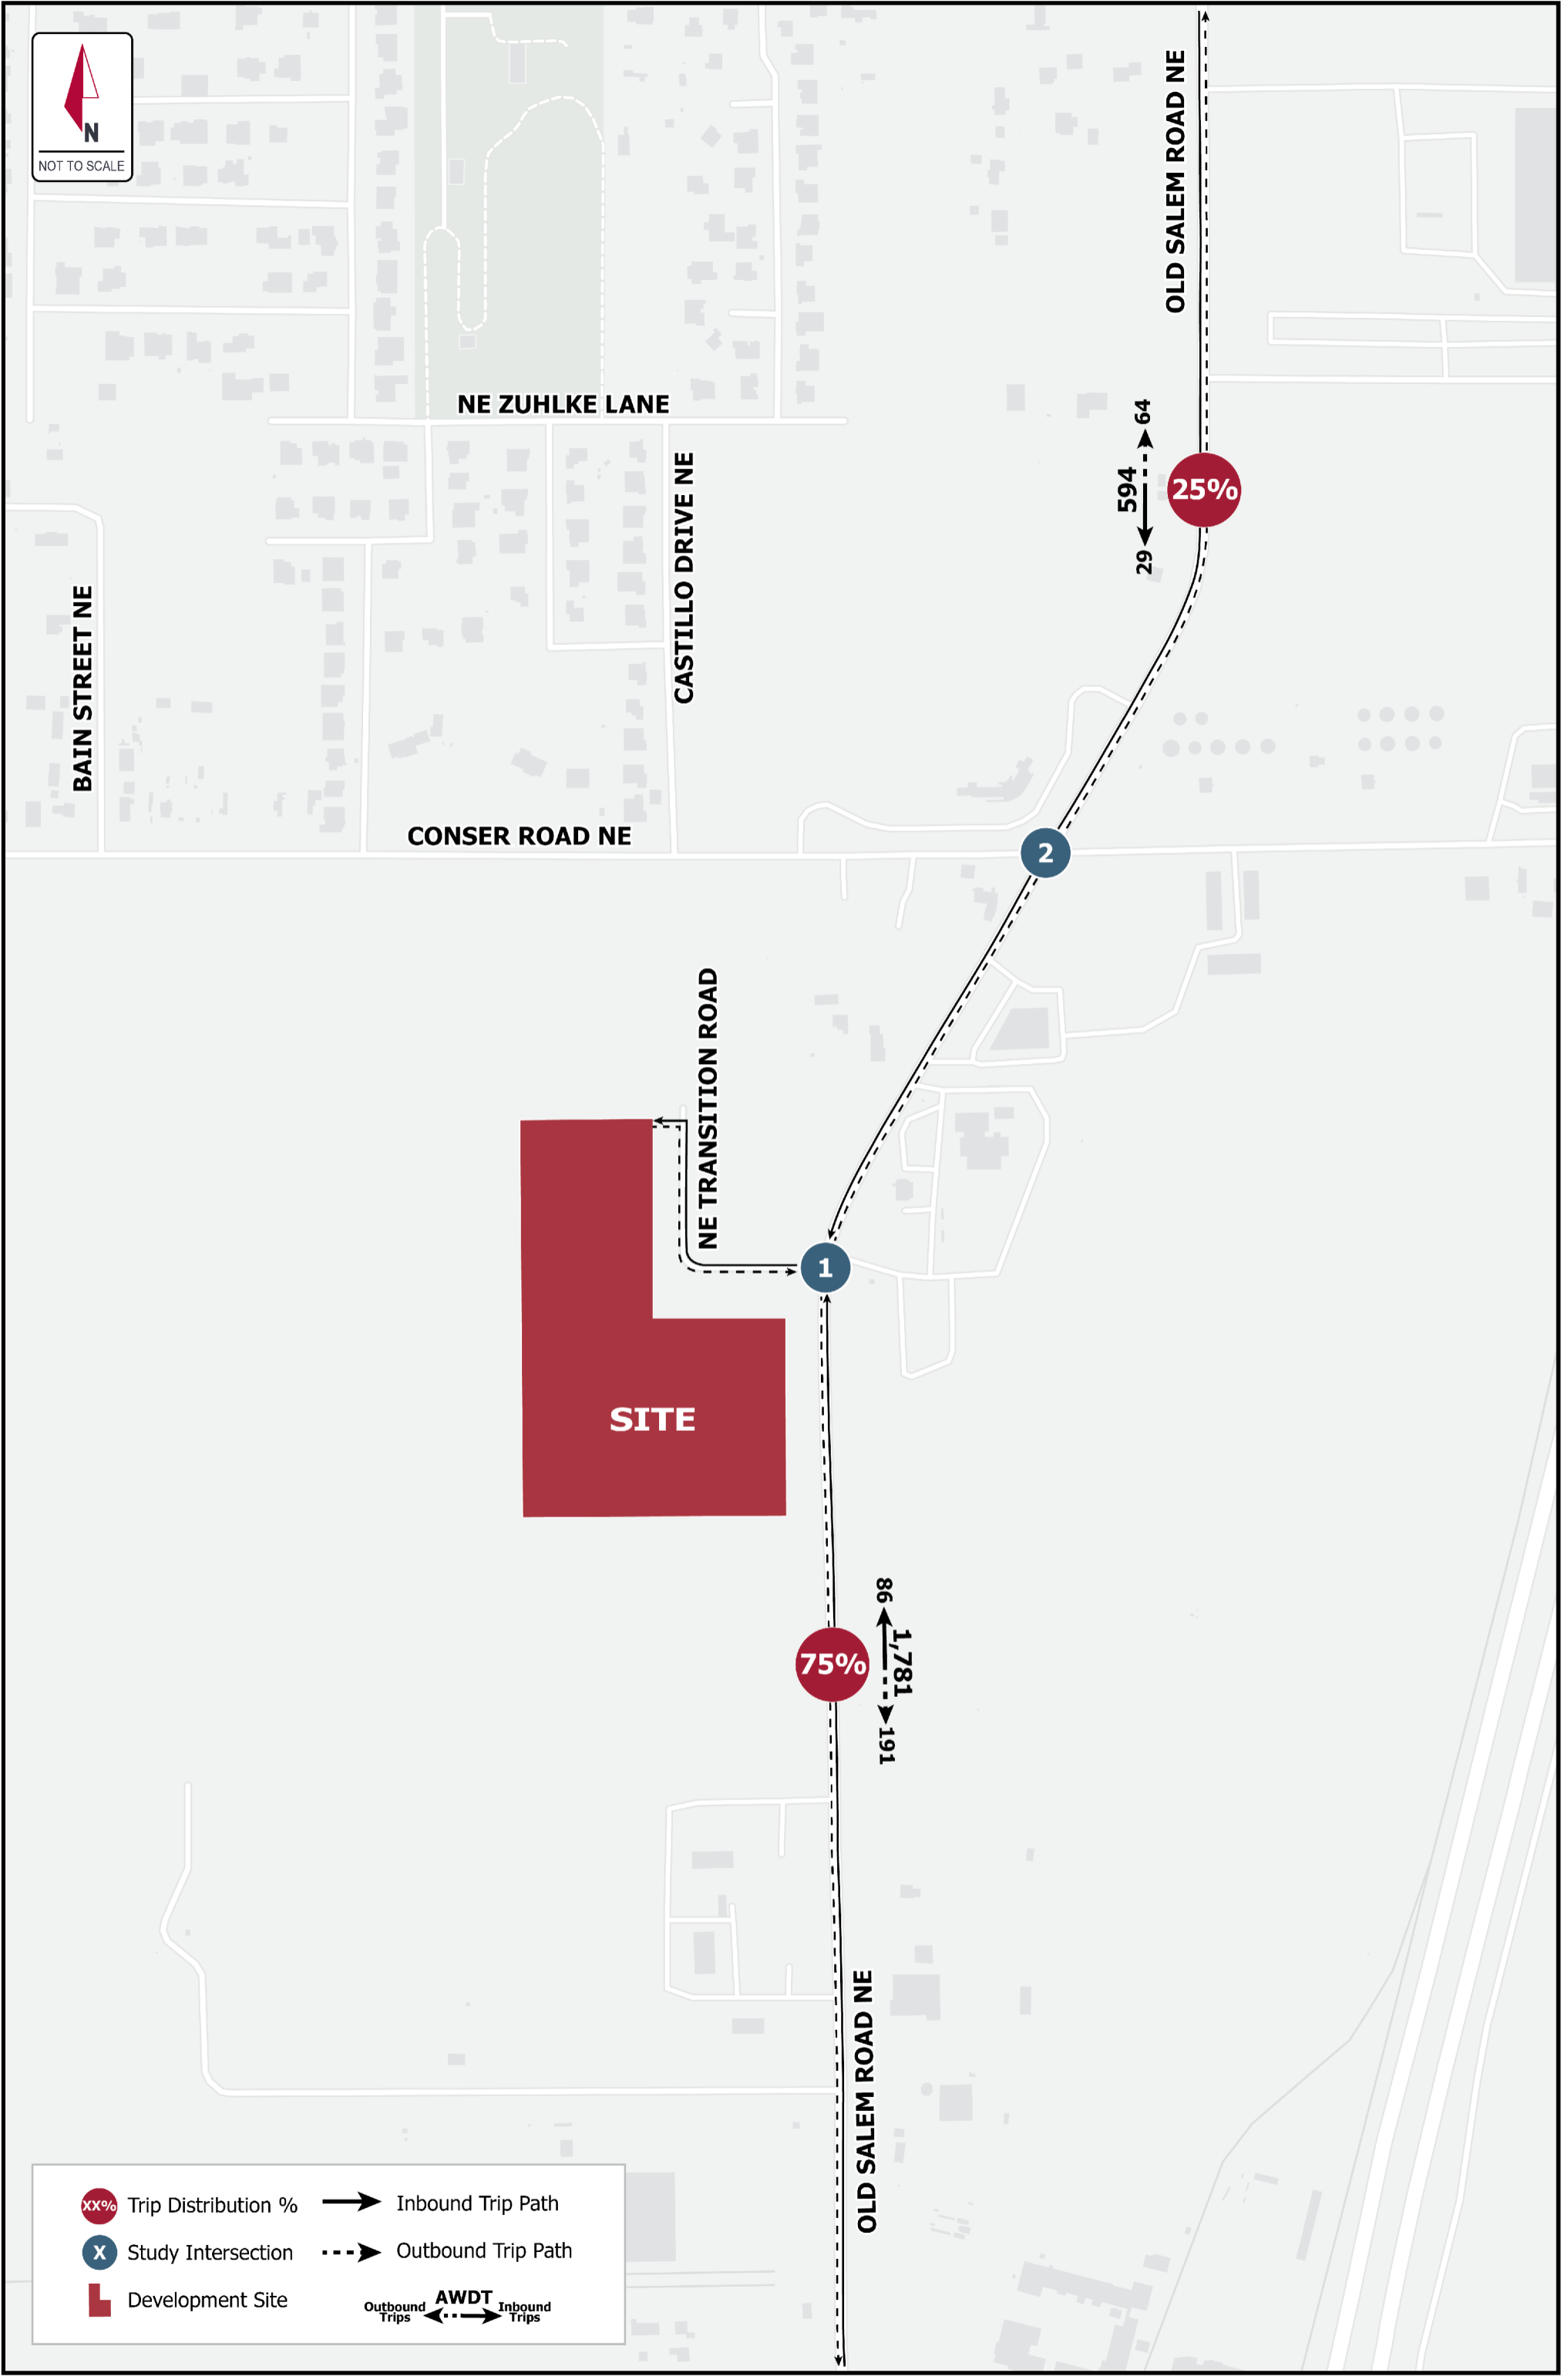 N
NOT TO SCALE
OLD SALEM ROAD NE
NE ZUHLKE LANE
64
594
29
25%
CASTILLO DRIVE NE
BAIN STREET NE
CONSER ROAD NE
2
NE TRANSITION ROAD
1
SITE
86
1,781
191
75%
OLD SALEM ROAD NE
XX% Trip Distribution %
Inbound Trip Path
X Study Intersection
Outbound Trip Path
Development Site
AWDT
Outbound
Trips
Inbound
Trips